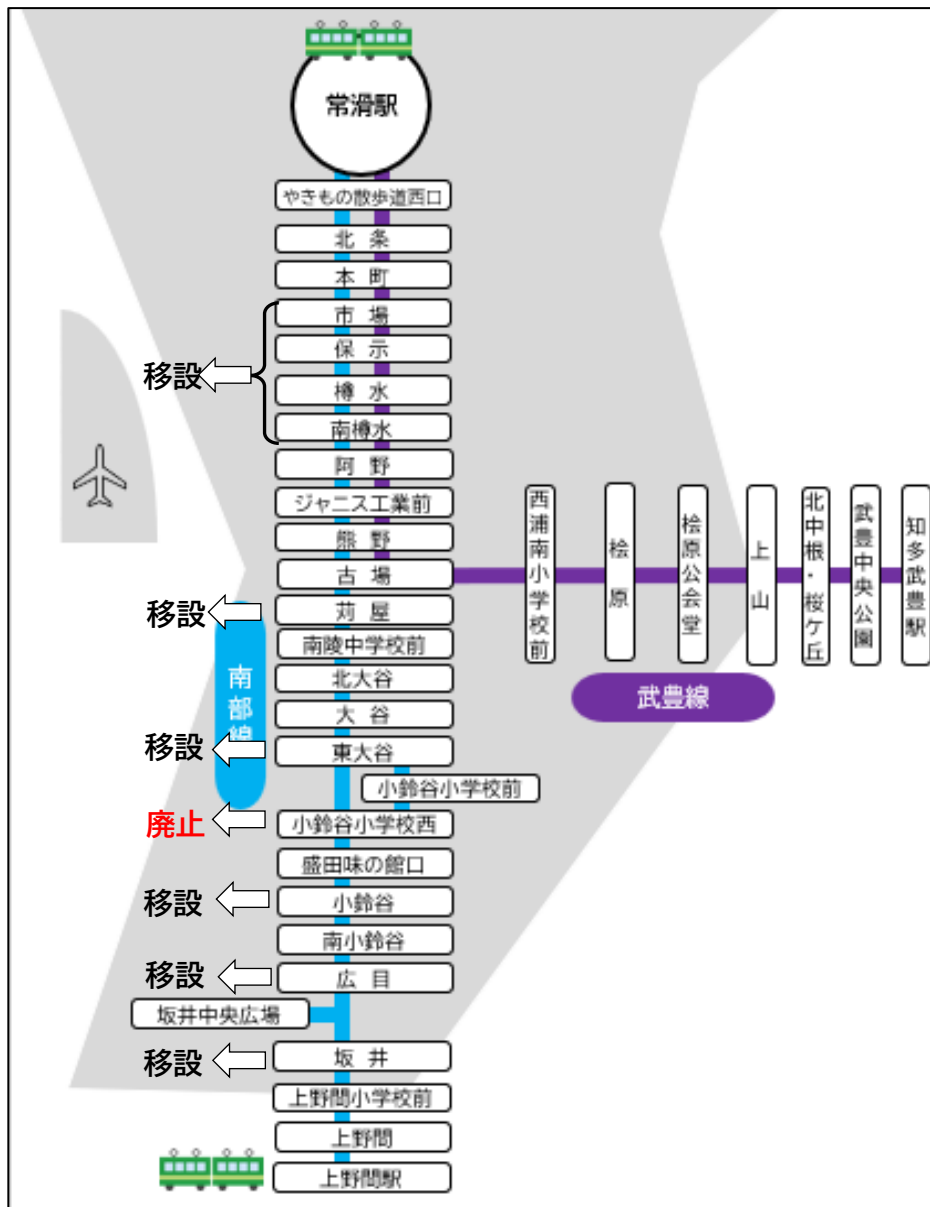 常滑駅
やきもの散歩道西口
北条
本町
市場
保示
移設
樽水
南樽水
阿野
ジャニス工業前
熊野
古場
西浦南小学校前
桧原
桧原公会堂
上山
北中根・桜ケ丘
武豊中央公園
知多武豊駅
武豊線
移設
苅屋
南部線
南陵中学校前
北大谷
大谷
移設
東大谷
小鈴谷小学校前
廃止
小鈴谷小学校西
盛田味の館口
移設
小鈴谷
南小鈴谷
移設
広目
坂井中央広場
移設
坂井
上野間小学校前
上野間
上野間駅